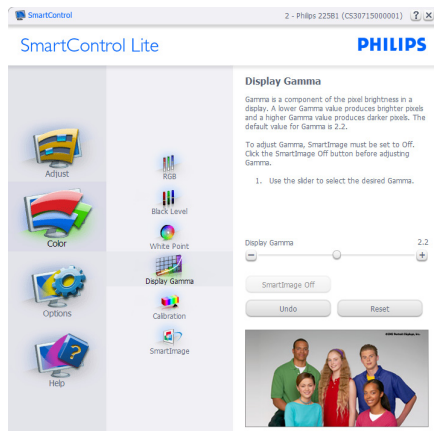 SmartControl
2 - Philips 225B1 (CS30715000001)
SmartControl Lite
PHILIPS
Adjust
Color
Options
Help
RGB
Black Level
White Point
Display Gamma
Calibration
SmartImage
Display Gamma
Gamma is a component of the pixel brightness in a
display. A lower Gamma value produces brighter pixels
and a higher Gamma value produces darker pixels. The
default value for Gamma is 2.2.
To adjust Gamma, SmartImage must be set to Off.
Click the SmartImage Off button before adjusting
Gamma.
1. Use the slider to select the desired Gamma.
Display Gamma 2.2
SmartImage Off
Undo Reset